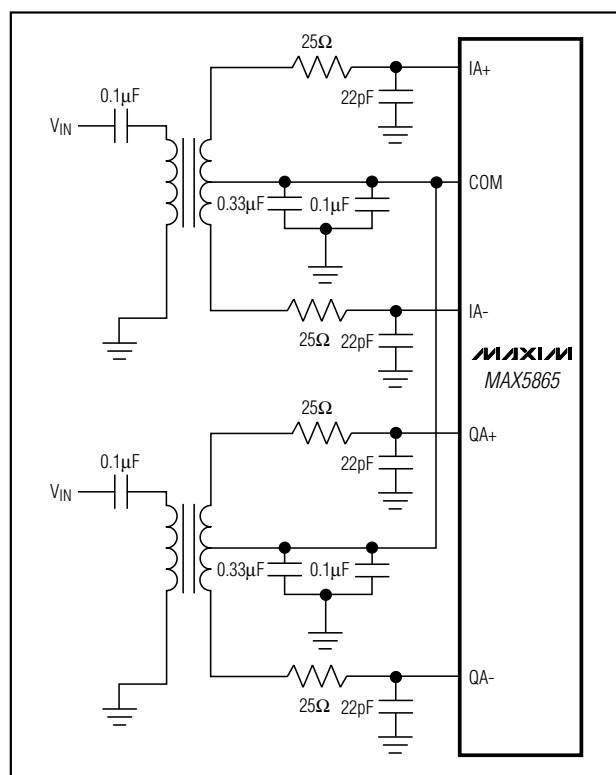 25Ω
IA+
22pF
0.1µF
VIN
COM
0.33µF
0.1µF
IA-
25Ω
22pF
MAXIM
MAX5865
25Ω
QA+
22pF
0.1µF
VIN
0.33µF
0.1µF
QA-
25Ω
22pF